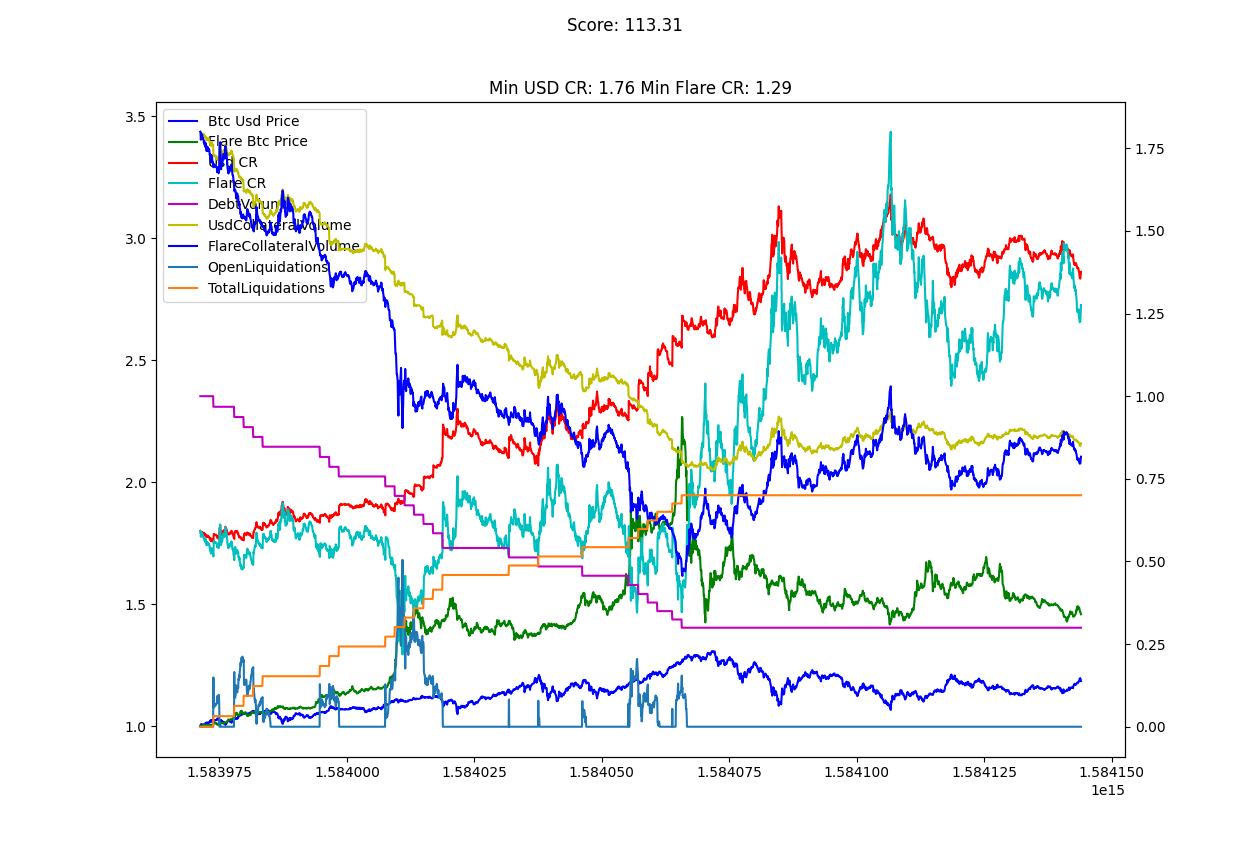 Score: 113.31
Min USD CR: 1.76 Min Flare CR: 1.29
Btc Usd Price
Flare Btc Price
Usd CR
Flare CR
DebtVolume
UsdCollateralVolume
FlareCollateralVolume
OpenLiquidations
TotalLiquidations
3.5
3.0
2.5
2.0
1.5
1.0
1.75
1.50
1.25
1.00
0.75
0.50
0.25
0.00
1.583975 1.584000 1.584025 1.584050 1.584075 1.584100 1.584125 1.584150
1e15